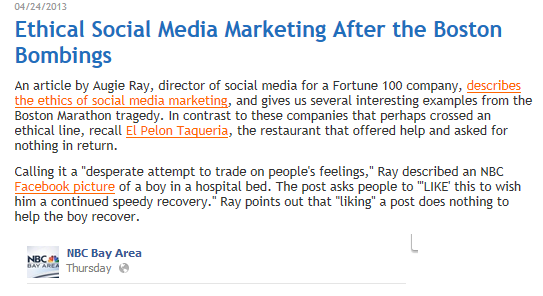 04/24/2013
Ethical Social Media Marketing After the Boston
Bombings
An article by Augie Ray, director of social media for a Fortune 100 company, describes
the ethics of social media marketing, and gives us several interesting examples from the
Boston Marathon tragedy. In contrast to these companies that perhaps crossed an
ethical line, recall El Pelon Taqueria, the restaurant that offered help and asked for
nothing in return.
Calling it a "desperate attempt to trade on people's feelings," Ray described an NBC
Facebook picture of a boy in a hospital bed. The post asks people to "'LIKE' this to wish
him a continued speedy recovery." Ray points out that "liking" a post does nothing to
help the boy recover.
NBC
BAY AREA
NBC Bay Area
Thursday